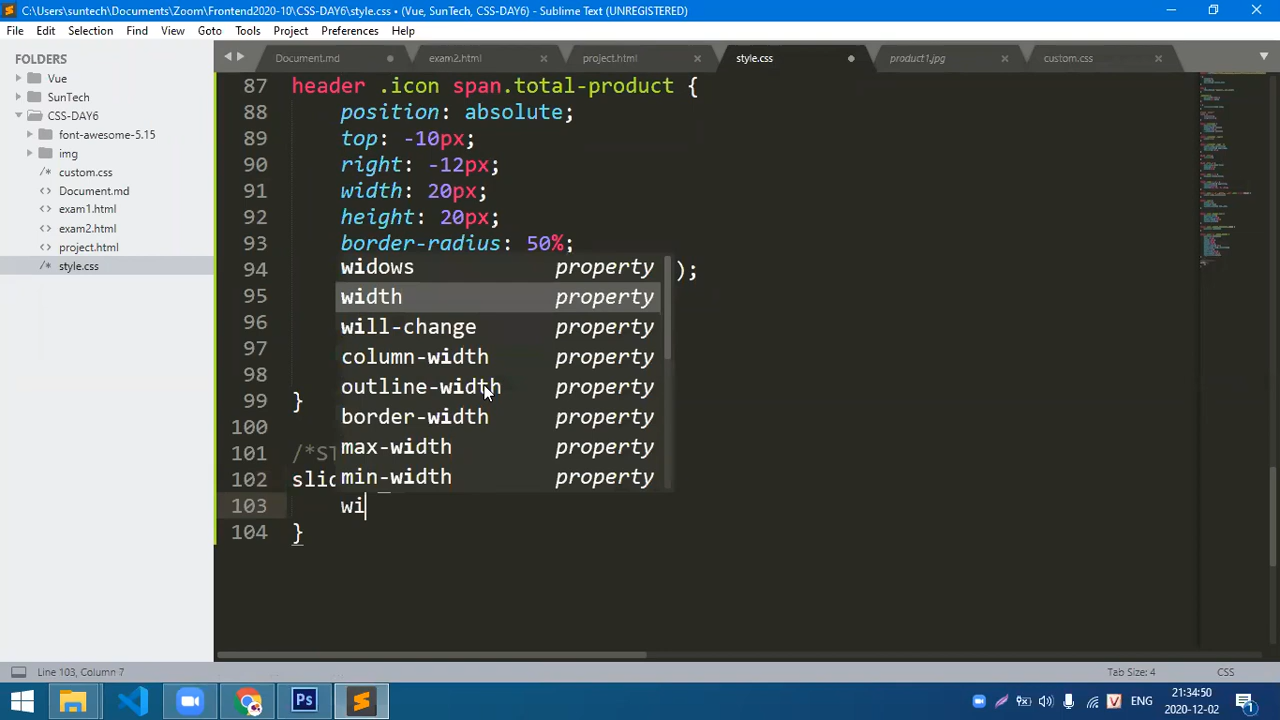 C:\Users\suntech\Documents\Zoom\Frontend2020-10\CSS-DAY6\style.css • (Vue, SunTech, CSS-DAY6) - Sublime Text (UNREGISTERED)
File Edit Selection Find View Goto Tools Project Preferences Help
FOLDERS
Vue
SunTech
CSS-DAY6
font-awesome-5.15
img
custom.css
Document.md
exam1.html
exam2.html
project.html
style.css
Document.md exam2.html project.html style.css product1.jpg custom.css
87 header .icon span.total-product {
88 position: absolute;
89 top: -10px;
90 right: -12px;
91 width: 20px;
92 height: 20px;
93 border-radius: 50%;
94 );
95
96
97
98
99 }
100
101 /*ST
102 slid
103 wi
104 }
widows property
width property
will-change property
column-width property
outline-width property
border-width property
max-width property
min-width property
Line 103, Column 7 Tab Size: 4 CSS
Ps
ENG
21:34:50
2020-12-02
1